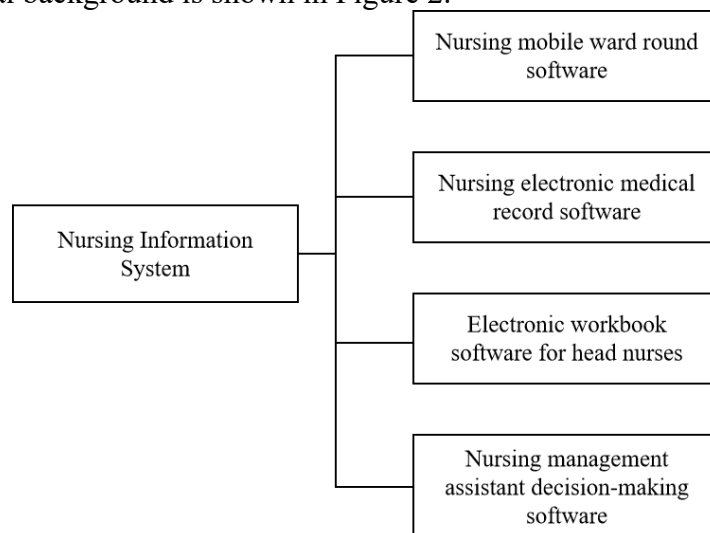 al background is shown in Figure 2.
Nursing mobile ward round
software
Nursing electronic medical
record software
Nursing Information
System
Electronic workbook
software for head nurses
Nursing management
assistant decision-making
software